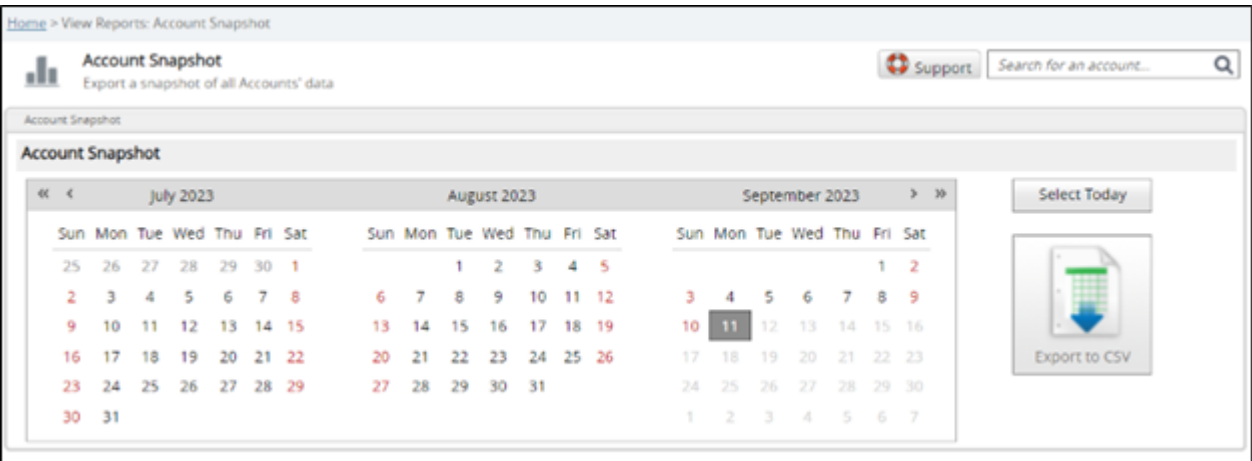 Home > View Reports: Account Snapshot
Account Snapshot
Export a snapshot of all Accounts' data
Support
Search for an account...
Account Snapshot
Account Snapshot
« ‹ July 2023 August 2023 September 2023 › »
Select Today
Sun Mon Tue Wed Thu Fri Sat Sun Mon Tue Wed Thu Fri Sat Sun Mon Tue Wed Thu Fri Sat
25 26 27 28 29 30 1 1 2 3 4 5 1 2
2 3 4 5 6 7 8 6 7 8 9 10 11 12 3 4 5 6 7 8 9
9 10 11 12 13 14 15 13 14 15 16 17 18 19 10 11 12 13 14 15 16
16 17 18 19 20 21 22 20 21 22 23 24 25 26 17 18 19 20 21 22 23
23 24 25 26 27 28 29 27 28 29 30 31 24 25 26 27 28 29 30
30 31 1 2 3 4 5 6 7
Export to CSV